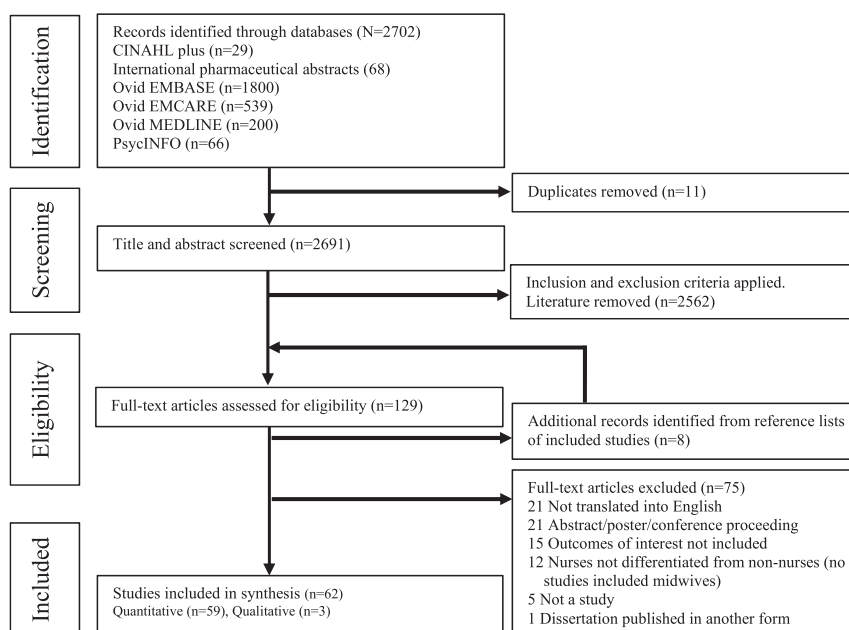 Identification
Records identified through databases (N=2702)
CINAHL plus (n=29)
International pharmaceutical abstracts (68)
Ovid EMBASE (n=1800)
Ovid EMCARE (n=539)
Ovid MEDLINE (n=200)
PsycINFO (n=66)
Duplicates removed (n=11)
Screening
Title and abstract screened (n=2691)
Inclusion and exclusion criteria applied.
Literature removed (n=2562)
Eligibility
Full-text articles assessed for eligibility (n=129)
Additional records identified from reference lists
of included studies (n=8)
Full-text articles excluded (n=75)
21 Not translated into English
21 Abstract/poster/conference proceeding
15 Outcomes of interest not included
12 Nurses not differentiated from non-nurses (no
studies included midwives)
5 Not a study
1 Dissertation published in another form
Included
Studies included in synthesis (n=62)
Quantitative (n=59), Qualitative (n=3)